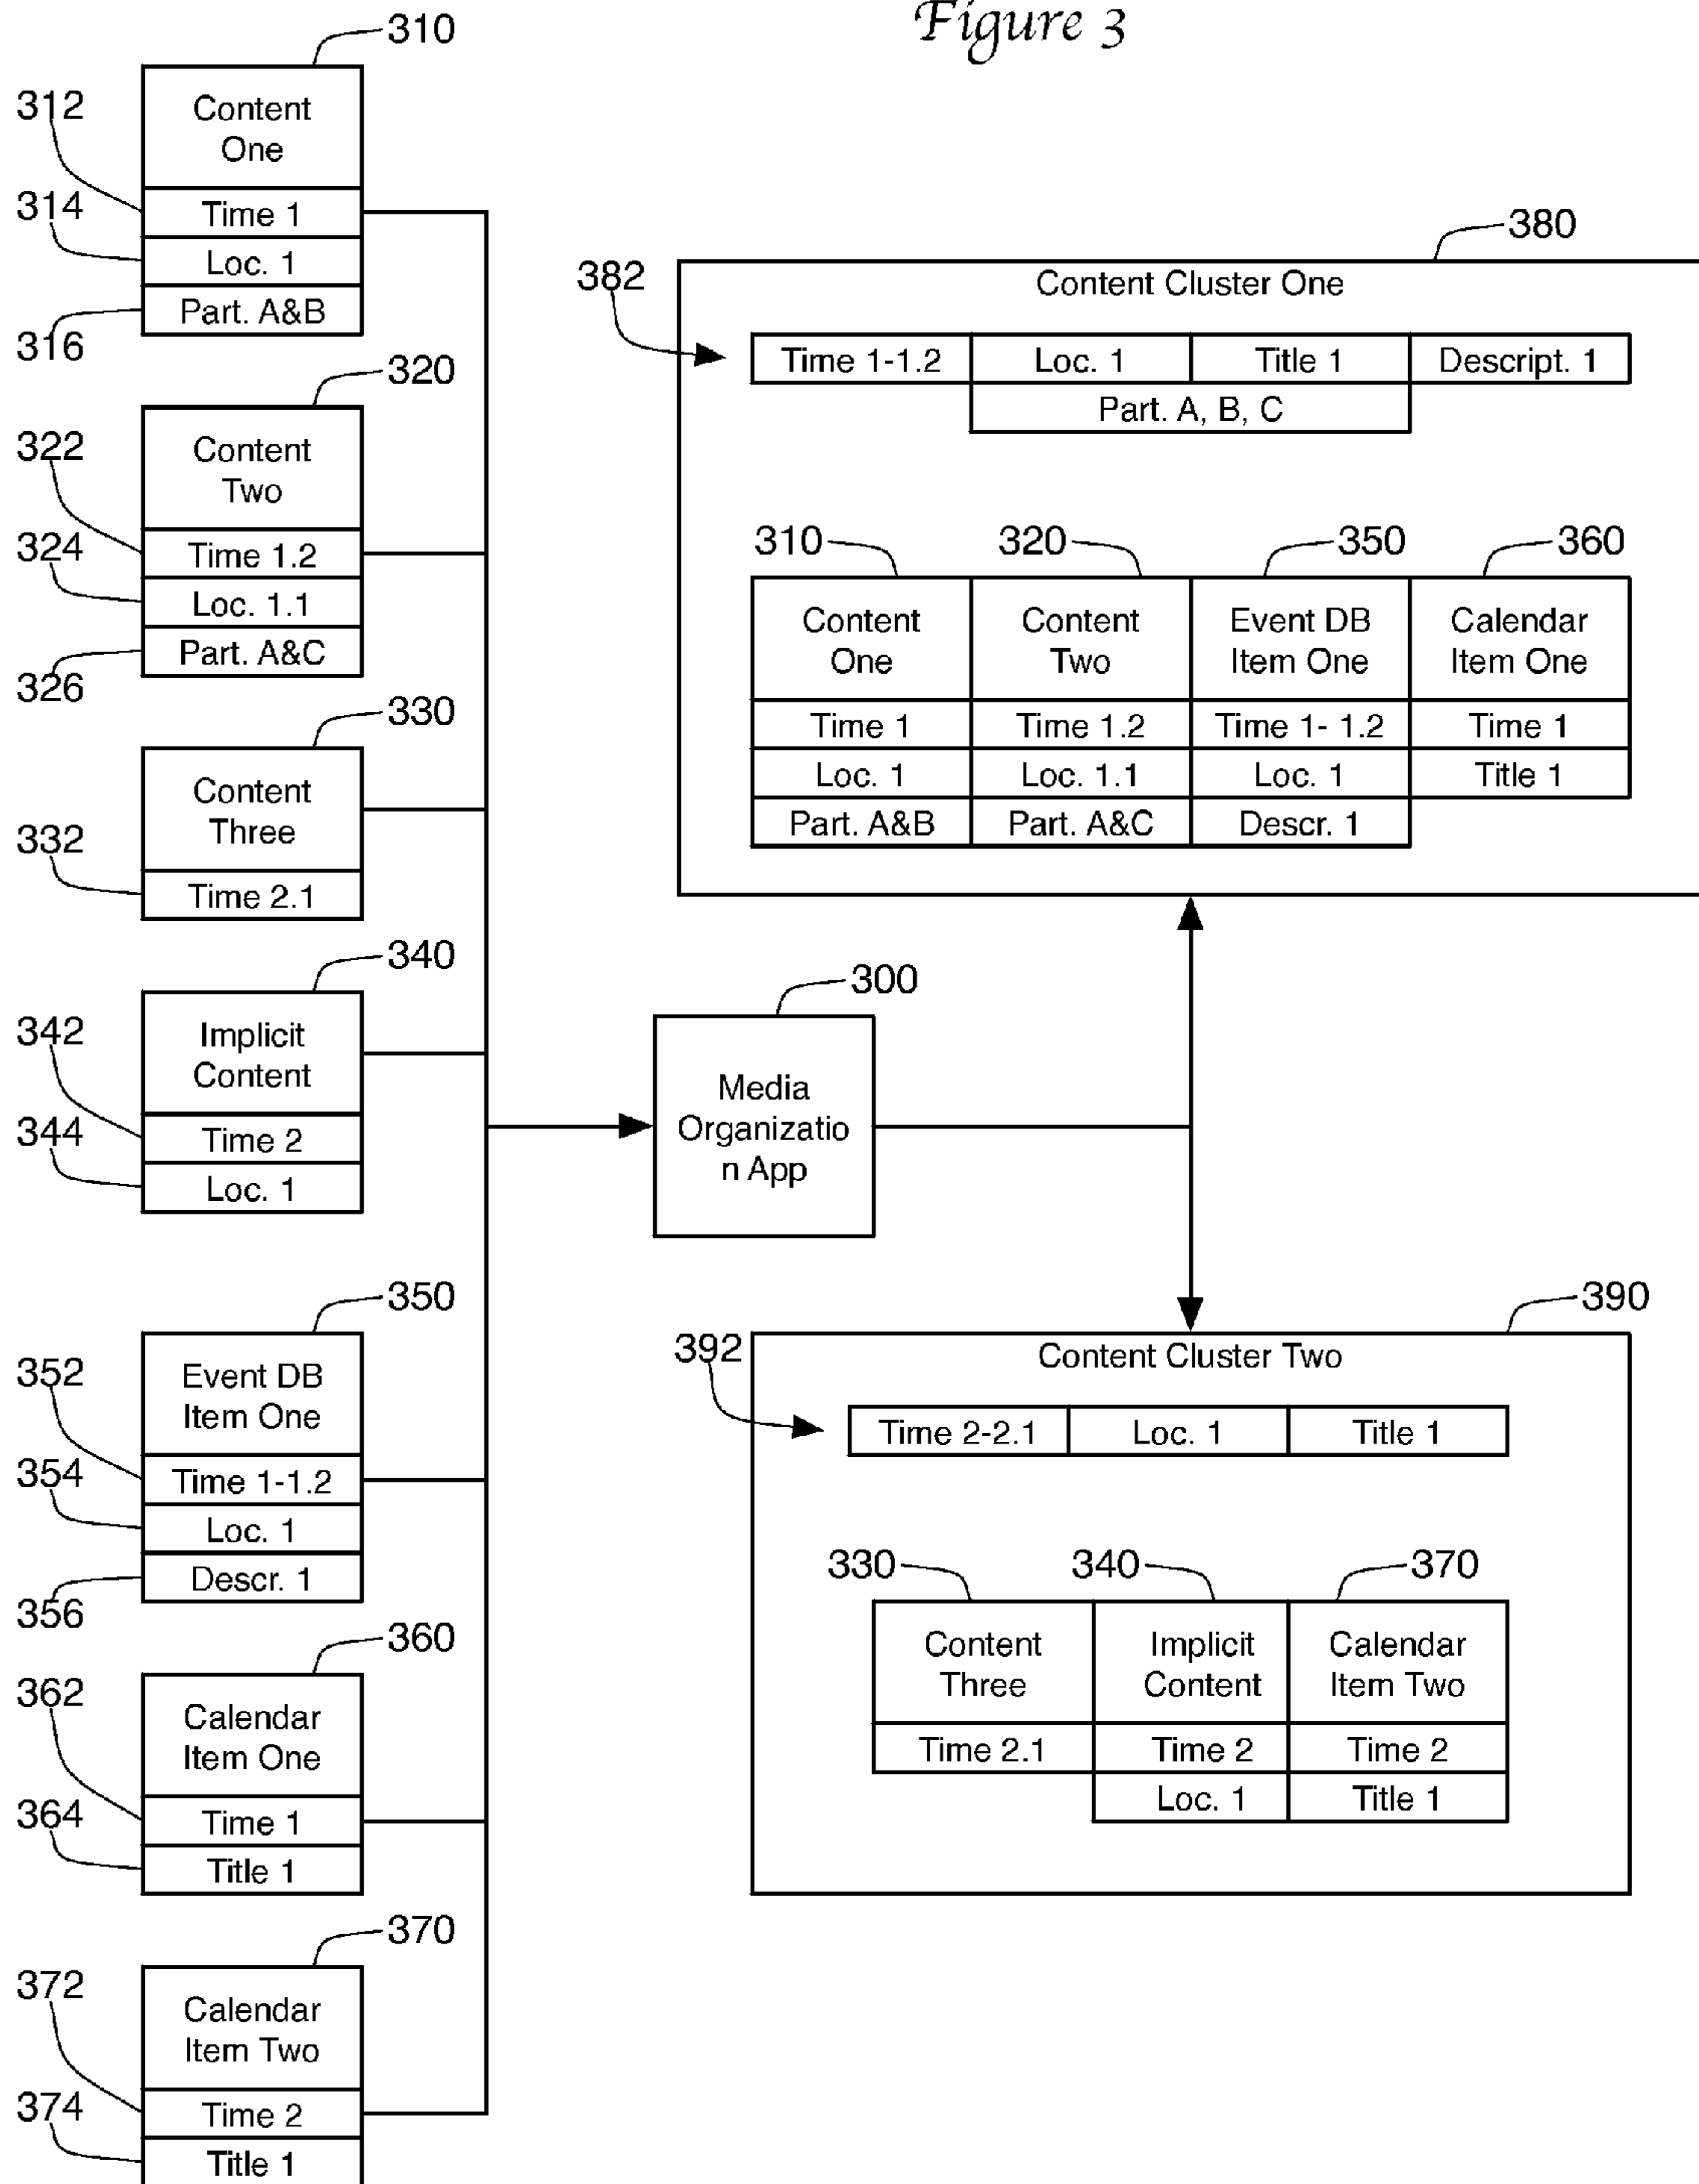 Figure 3
310
Content
One
312
Time 1
314
Loc. 1
Part. A&B
316
320
Content
Two
322
Time 1.2
324
Loc. 1.1
Part. A&C
326
330
Content
Three
332
Time 2.1
340
Implicit
Content
342
Time 2
344
Loc. 1
350
Event DB
Item One
352
Time 1-1.2
354
Loc. 1
Descr. 1
356
360
Calendar
Item One
362
Time 1
364
Title 1
370
Calendar
Item Two
372
Time 2
374
Title 1
300
Media
Organizatio
n App
380
Content Cluster One
382
Time 1-1.2 Loc. 1 Title 1 Descript. 1
Part. A, B, C
310 320 350 360
Content Content Event DB Calendar
One Two Item One Item One
Time 1 Time 1.2 Time 1- 1.2 Time 1
Loc. 1 Loc. 1.1 Loc. 1 Title 1
Part. A&B Part. A&C Descr. 1
390
Content Cluster Two
392
Time 2-2.1 Loc. 1 Title 1
330 340 370
Content Implicit Calendar
Three Content Item Two
Time 2.1 Time 2 Time 2
Loc. 1 Title 1